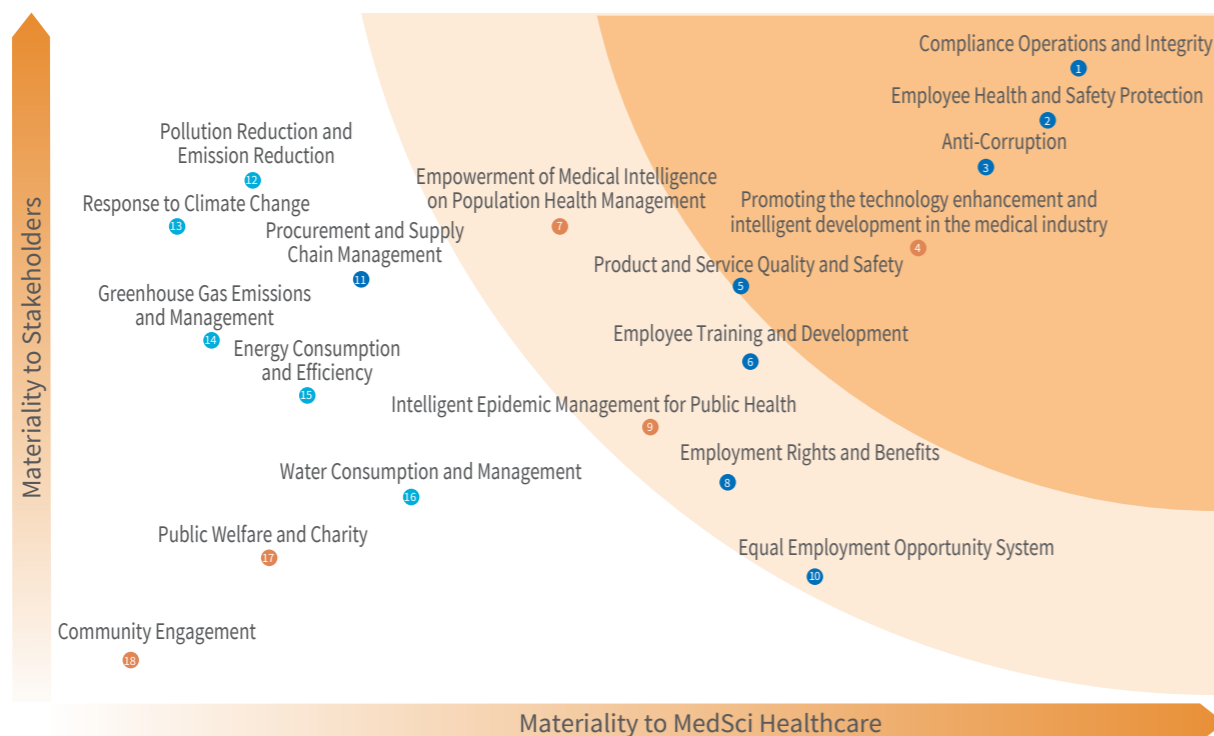 Compliance Operations and Integrity
1
Employee Health and Safety Protection
2
Anti-Corruption
3
Pollution Reduction and
Emission Reduction
12
Empowerment of Medical Intelligence
on Population Health Management
7
Promoting the technology enhancement and
intelligent development in the medical industry
4
Response to Climate Change
13
Procurement and Supply
Chain Management
11
Product and Service Quality and Safety
5
Greenhouse Gas Emissions
and Management
14
Employee Training and Development
6
Energy Consumption
and Efficiency
15
Intelligent Epidemic Management for Public Health
9
Employment Rights and Benefits
8
Water Consumption and Management
16
Public Welfare and Charity
17
Equal Employment Opportunity System
10
Community Engagement
18
Materiality to Stakeholders
Materiality to MedSci Healthcare